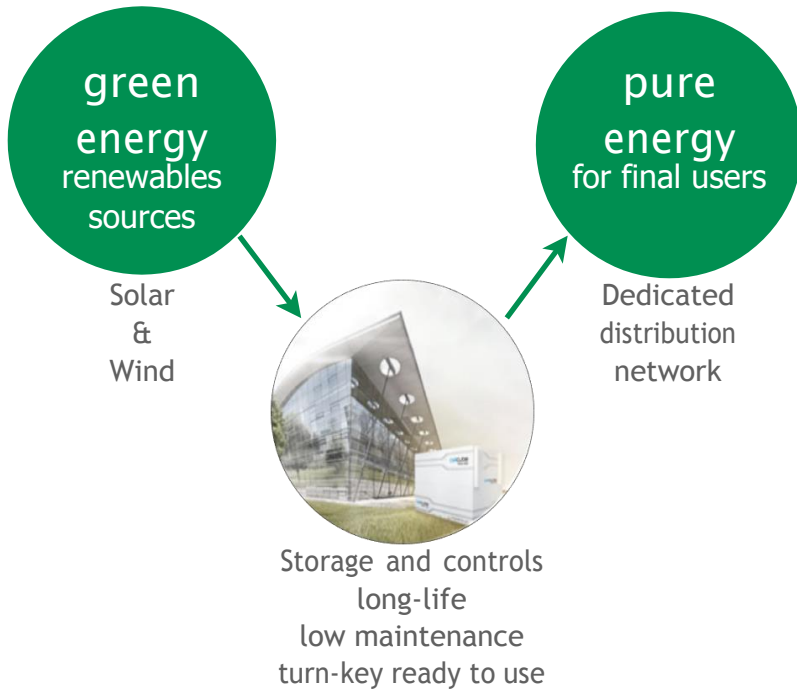 green
energy
renewables
sources
Solar
&
Wind
pure
energy
for final users
Dedicated
distribution
network
Storage and controls
long-life
low maintenance
turn-key ready to use